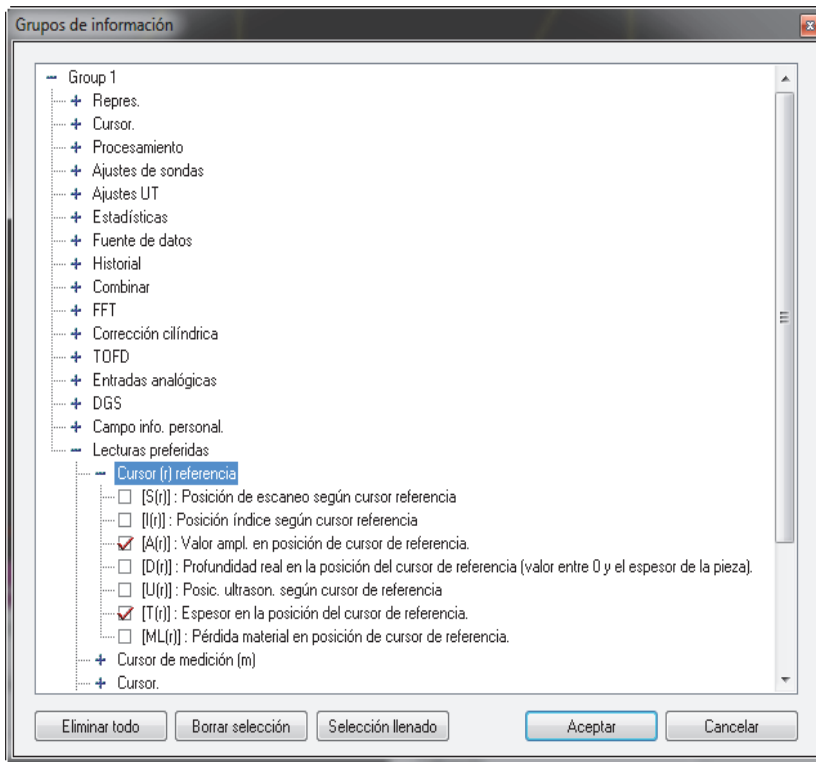 Grupos de información
Group 1
Repres.
Cursor.
Procesamiento
Ajustes de sondas
Ajustes UT
Estadísticas
Fuente de datos
Historial
Combinar
FFT
Corrección cilíndrica
TOFD
Entradas analógicas
DGS
Campo info. personal.
Lecturas preferidas
Cursor (r) referencia
[S(r)] : Posición de escaneo según cursor referencia
[I(r)] : Posición índice según cursor referencia
[A(r)] : Valor ampl. en posición de cursor de referencia.
[D(r)] : Profundidad real en la posición del cursor de referencia (valor entre 0 y el espesor de la pieza).
[U(r)] : Posic. ultrason. según cursor de referencia
[T(r)] : Espesor en la posición del cursor de referencia.
[ML(r)] : Pérdida material en posición de cursor de referencia.
Cursor de medición (m)
Cursor.
Eliminar todo Borrar selección Selección llenado Aceptar Cancelar